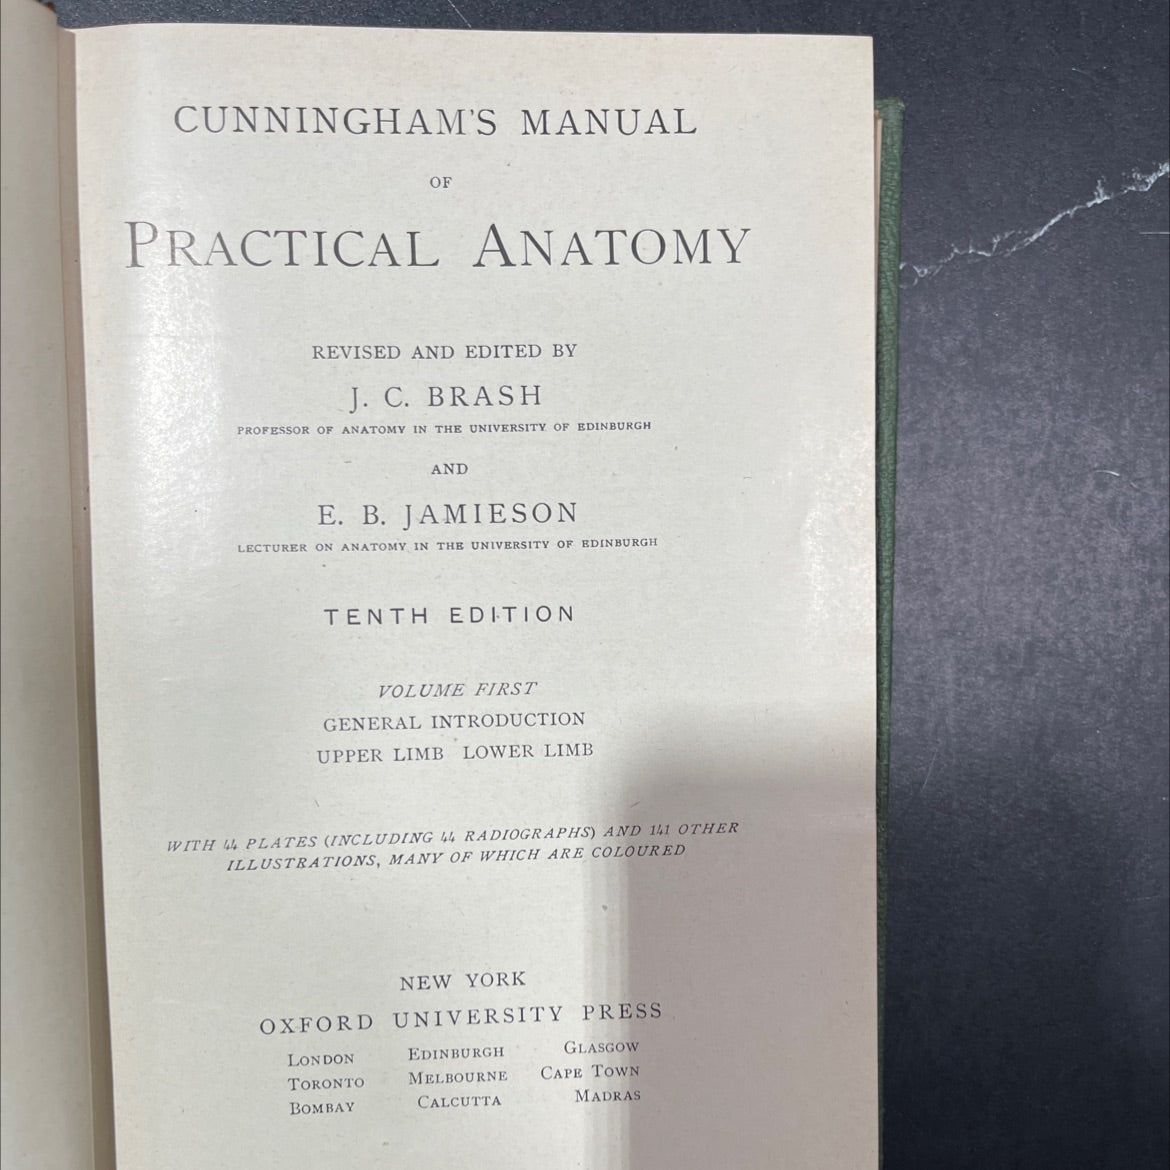 CUNNINGHAM'S MANUAL
OF
PRACTICAL ANATOMY
REVISED AND EDITED BY
J. C. BRASH
PROFESSOR OF ANATOMY IN THE UNIVERSITY OF EDINBURGH
AND
E. B. JAMIESON
LECTURER ON ANATOMY IN THE UNIVERSITY OF EDINBURGH
TENTH EDITION
VOLUME FIRST
GENERAL INTRODUCTION
UPPER LIMB LOWER LIMB
WITH 44 PLATES (INCLUDING 44 RADIOGRAPHS) AND 141 OTHER
ILLUSTRATIONS, MANY OF WHICH ARE COLOURED
NEW YORK
OXFORD UNIVERSITY PRESS
LONDON EDINBURGH GLASGOW
TORONTO MELBOURNE CAPE TOWN
BOMBAY CALCUTTA MADRAS